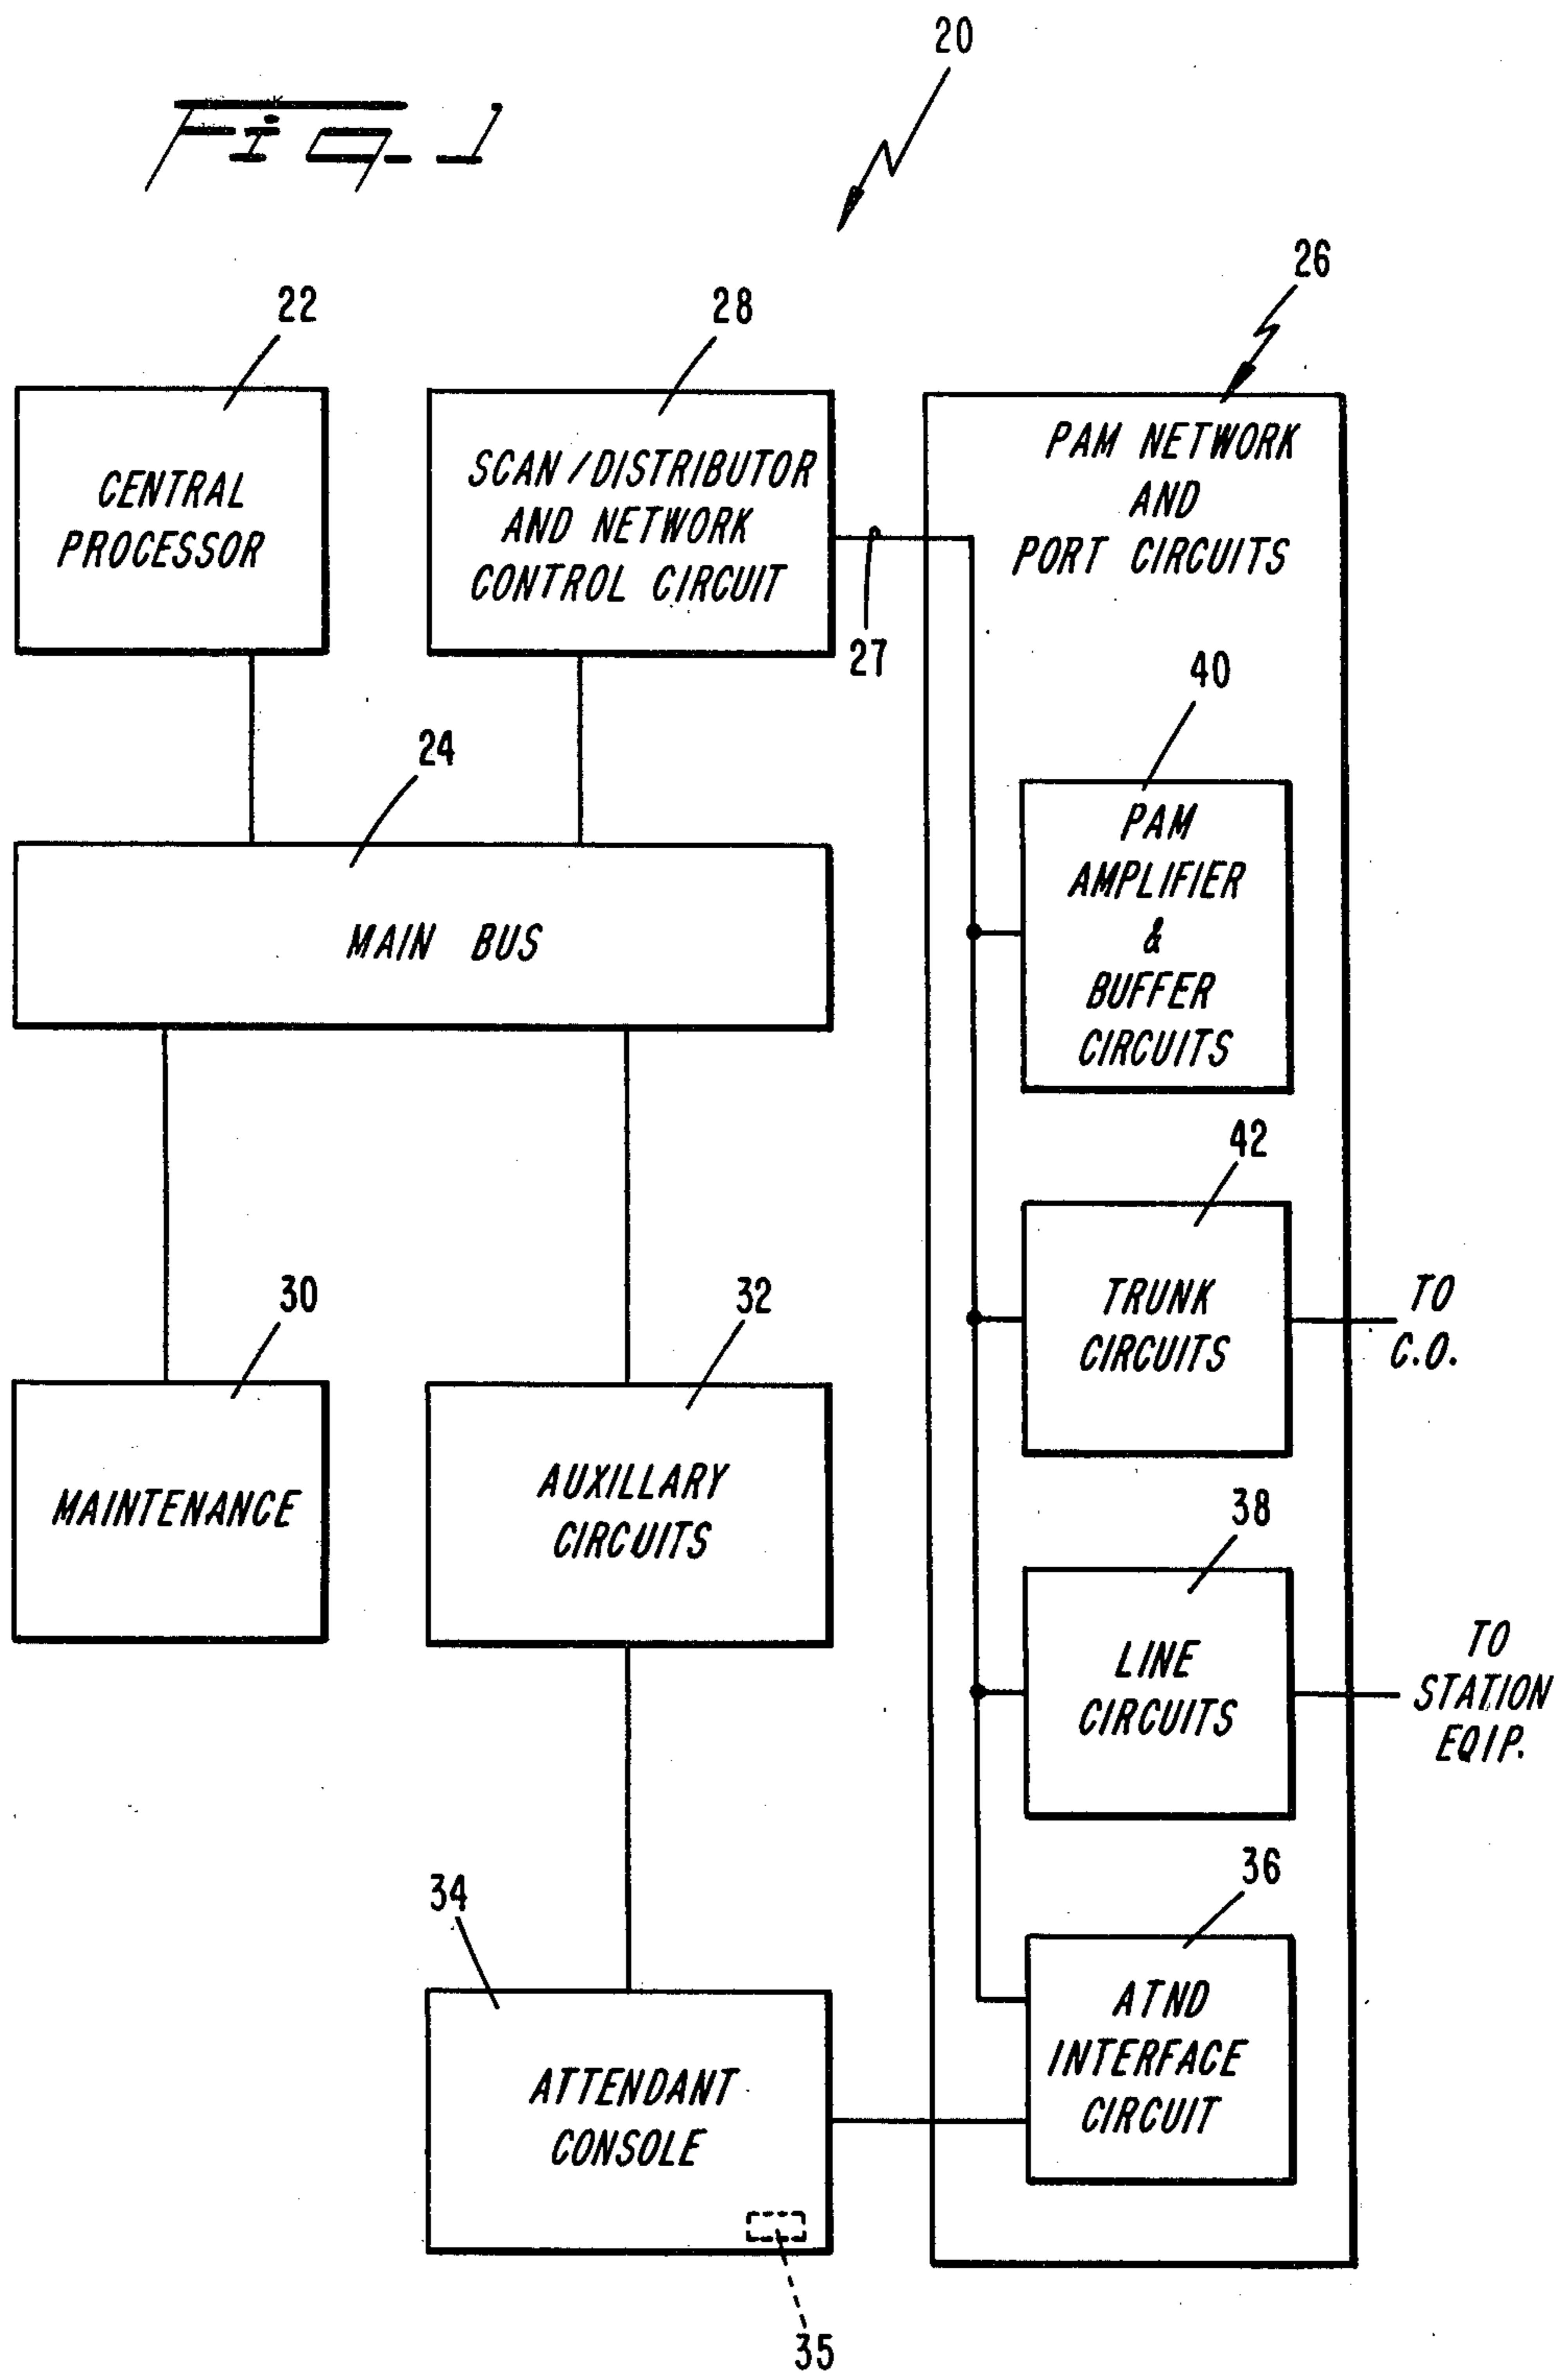 20
Fig. 1
26
22
28
PAM NETWORK
AND
PORT CIRCUITS
SCAN/DISTRIBUTOR
AND NETWORK
CONTROL CIRCUIT
CENTRAL
PROCESSOR
27
40
24
PAM
AMPLIFIER
&
BUFFER
CIRCUITS
MAIN BUS
42
30
32
TRUNK
CIRCUITS
TO
C.O.
MAINTENANCE
AUXILLARY
CIRCUITS
38
LINE
CIRCUITS
TO
STATION
EQIP.
34
36
ATND
INTERFACE
CIRCUIT
ATTENDANT
CONSOLE
35